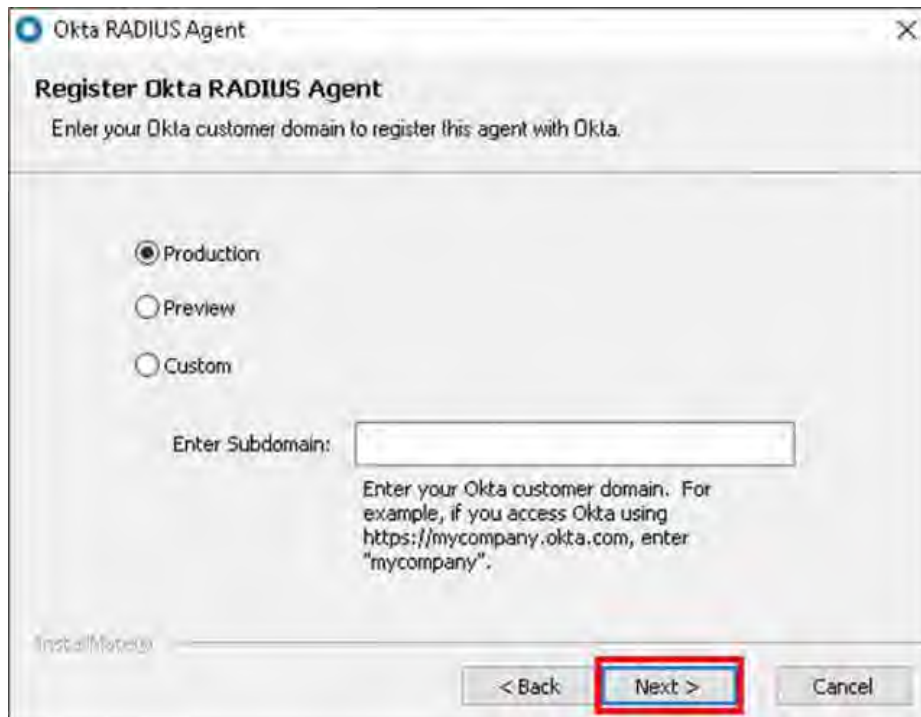 Okta RADIUS Agent
Register Okta RADIUS Agent
Enter your Okta customer domain to register this agent with Okta.
Production
Preview
Custom
Enter Subdomain:
Enter your Okta customer domain. For
example, if you access Okta using
https://mycompany.okta.com, enter
"mycompany".
InstallMate(R)
< Back Next > Cancel